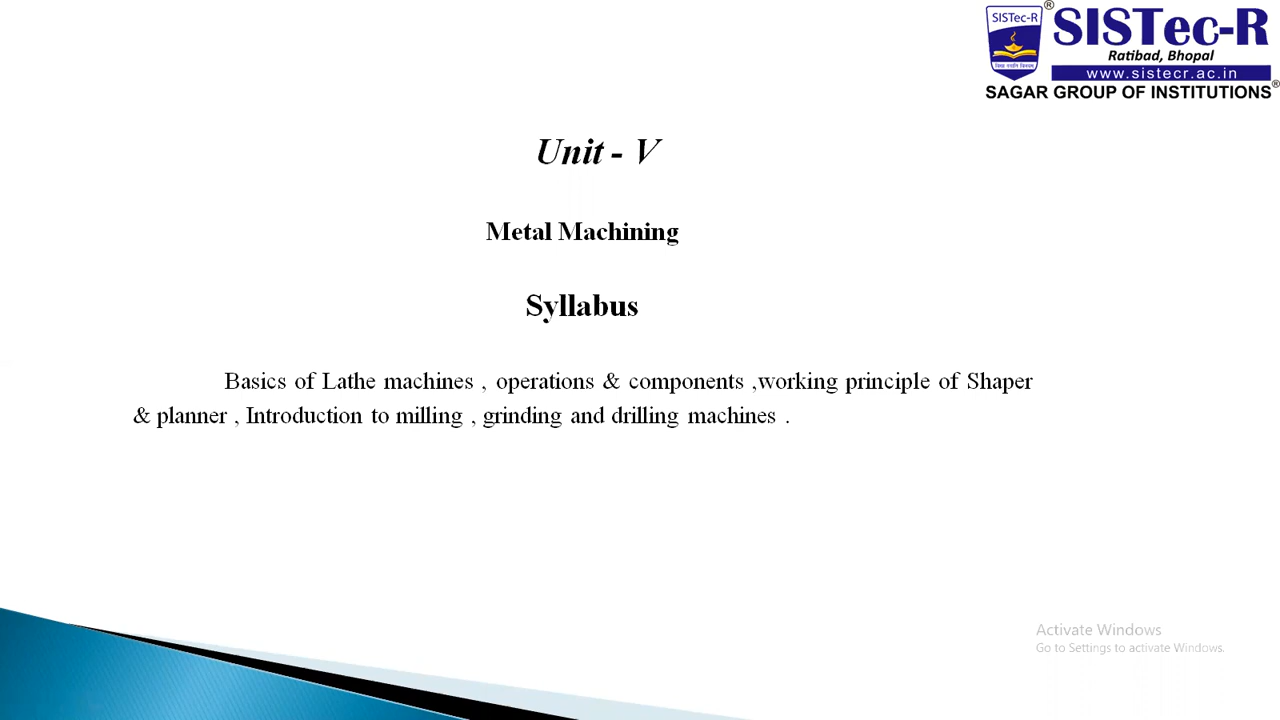 SISTec-R
SISTec-R
Ratibad, Bhopal
www.sistecr.ac.in
SAGAR GROUP OF INSTITUTIONS
Unit - V
Metal Machining
Syllabus
Basics of Lathe machines , operations & components ,working principle of Shaper
& planner , Introduction to milling , grinding and drilling machines .
Activate Windows
Go to Settings to activate Windows.